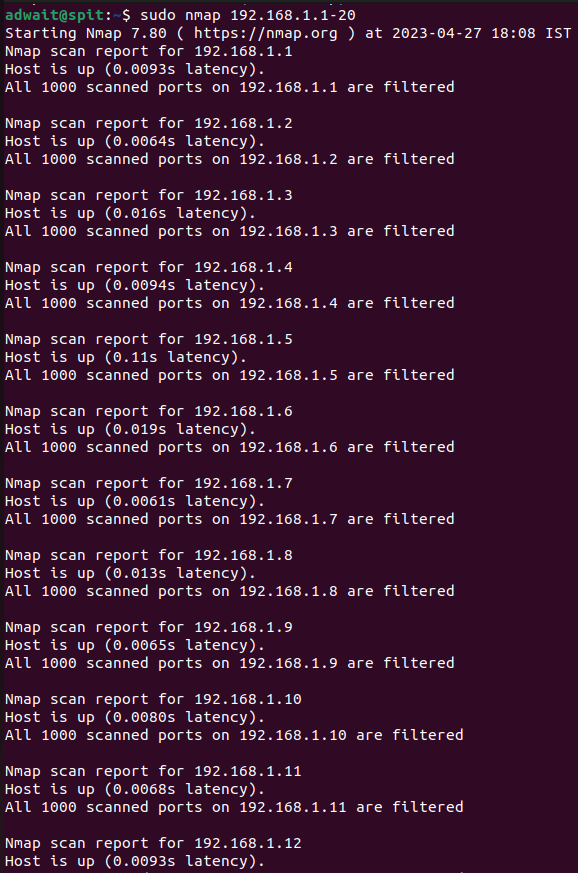 adwait@spit:~$ sudo nmap 192.168.1.1-20
Starting Nmap 7.80 ( https://nmap.org ) at 2023-04-27 18:08 IST
Nmap scan report for 192.168.1.1
Host is up (0.0093s latency).
All 1000 scanned ports on 192.168.1.1 are filtered

Nmap scan report for 192.168.1.2
Host is up (0.0064s latency).
All 1000 scanned ports on 192.168.1.2 are filtered

Nmap scan report for 192.168.1.3
Host is up (0.016s latency).
All 1000 scanned ports on 192.168.1.3 are filtered

Nmap scan report for 192.168.1.4
Host is up (0.0094s latency).
All 1000 scanned ports on 192.168.1.4 are filtered

Nmap scan report for 192.168.1.5
Host is up (0.11s latency).
All 1000 scanned ports on 192.168.1.5 are filtered

Nmap scan report for 192.168.1.6
Host is up (0.019s latency).
All 1000 scanned ports on 192.168.1.6 are filtered

Nmap scan report for 192.168.1.7
Host is up (0.0061s latency).
All 1000 scanned ports on 192.168.1.7 are filtered

Nmap scan report for 192.168.1.8
Host is up (0.013s latency).
All 1000 scanned ports on 192.168.1.8 are filtered

Nmap scan report for 192.168.1.9
Host is up (0.0065s latency).
All 1000 scanned ports on 192.168.1.9 are filtered

Nmap scan report for 192.168.1.10
Host is up (0.0080s latency).
All 1000 scanned ports on 192.168.1.10 are filtered

Nmap scan report for 192.168.1.11
Host is up (0.0068s latency).
All 1000 scanned ports on 192.168.1.11 are filtered

Nmap scan report for 192.168.1.12
Host is up (0.0093s latency).